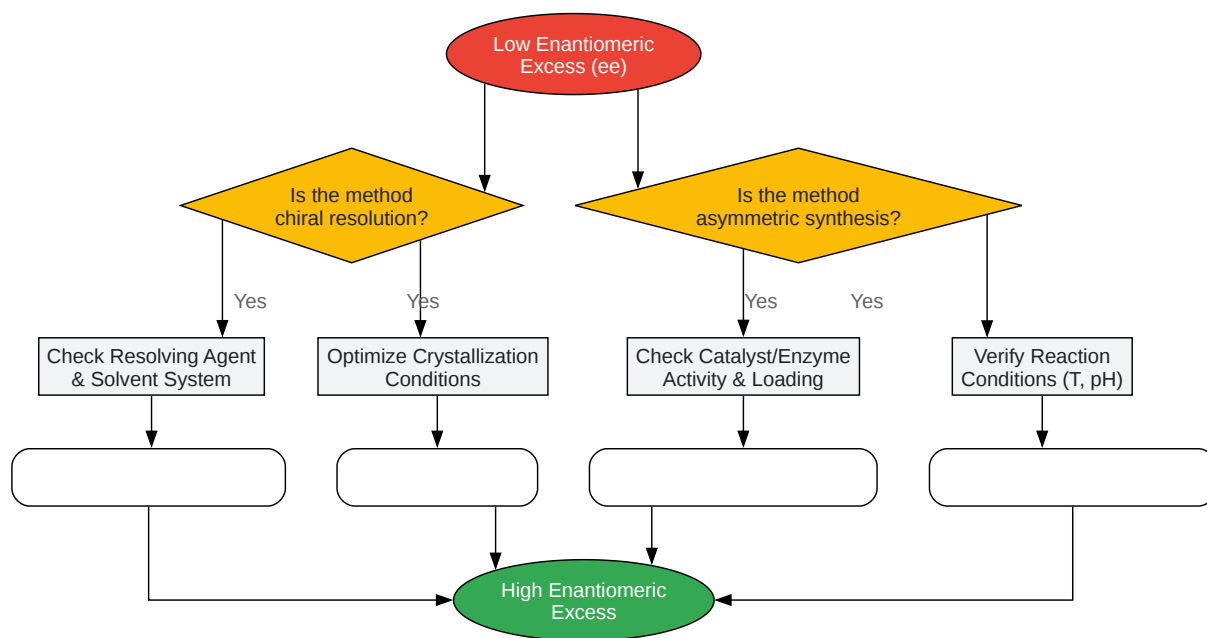 Low Enantiomeric
Excess (ee)
Is the method
chiral resolution?
Is the method
asymmetric synthesis?
Yes
Yes
Yes
Yes
Check Resolving Agent
& Solvent System
Optimize Crystallization
Conditions
Check Catalyst/Enzyme
Activity & Loading
Verify Reaction
Conditions (T, pH)
High Enantiomeric
Excess